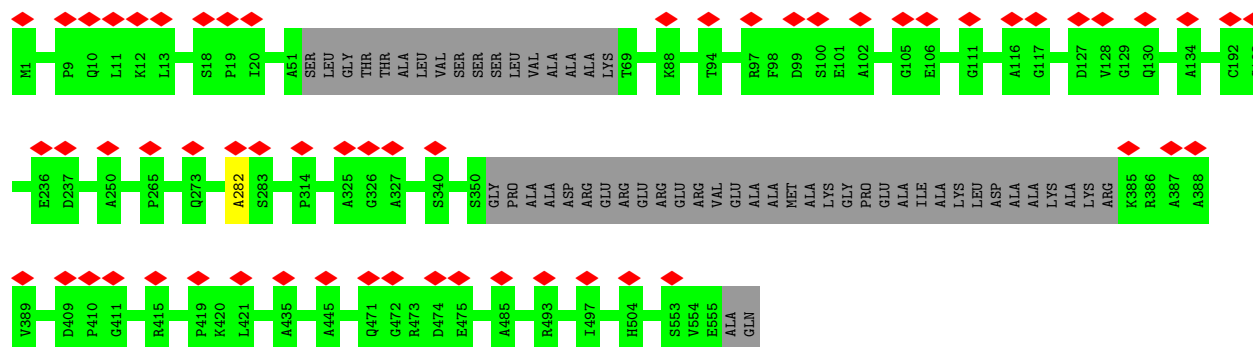 M1 P9 Q10 L11 K12 L13 S18 P19 I20 A51 SER LEU GLY THR THR ALA LEU VAL SER SER SER LEU VAL ALA ALA ALA LYS T69 K88 T94 R97 F98 D99 S100 E101 A102 G105 E106 G111 A116 G117 D127 V128 G129 Q130 A134 C192
E236 D237 A250 P265 Q273 A282 S283 P314 A325 G326 A327 S340 S350 GLY PRO ALA ALA ASP ARG GLU ARG GLU ARG GLU ARG VAL GLU ALA ALA MET ALA LYS GLY PRO GLU ALA ILE ALA LYS LEU ASP ALA ALA LYS ALA LYS ARG K385 R386 A387 A388
V389 D409 P410 G411 R415 P419 K420 L421 A435 A445 Q471 G472 R473 D474 E475 A485 R493 I497 H504 S553 V554 E555 ALA GLN